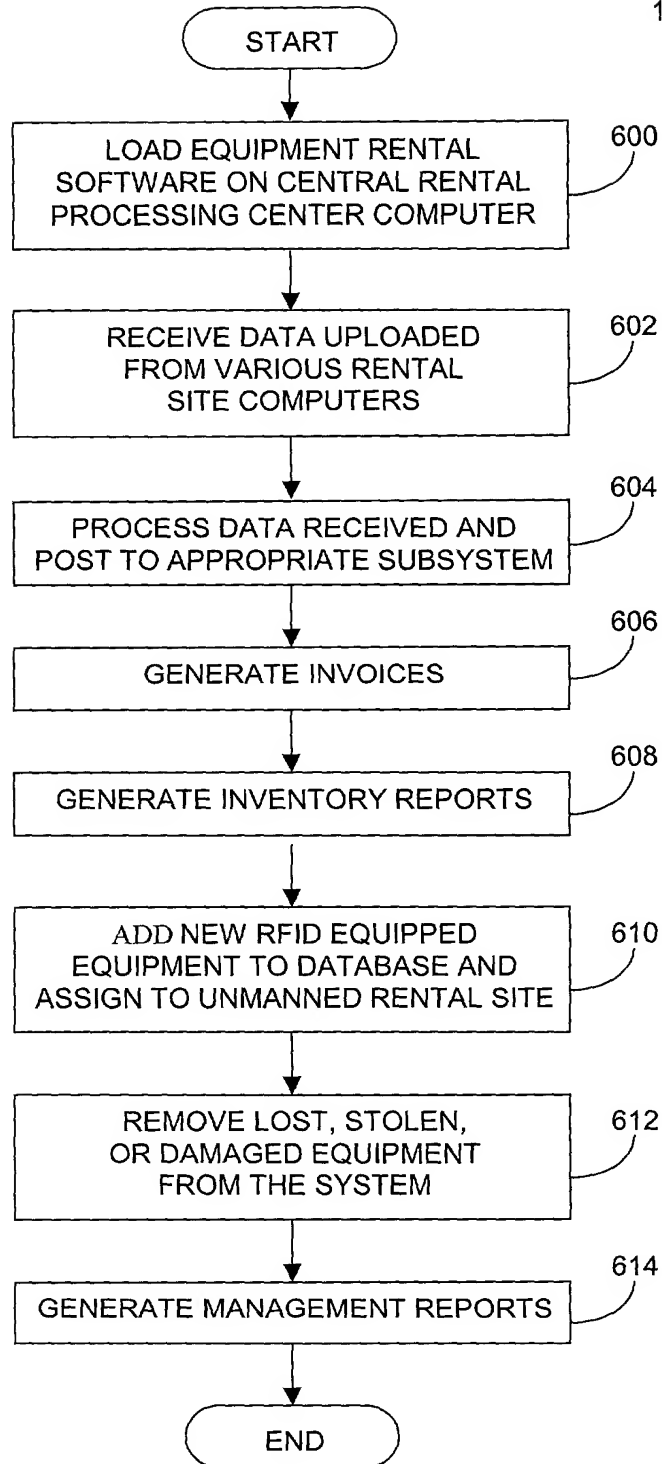 1
START
LOAD EQUIPMENT RENTAL
SOFTWARE ON CENTRAL RENTAL
PROCESSING CENTER COMPUTER
600
RECEIVE DATA UPLOADED
FROM VARIOUS RENTAL
SITE COMPUTERS
602
PROCESS DATA RECEIVED AND
POST TO APPROPRIATE SUBSYSTEM
604
GENERATE INVOICES
606
GENERATE INVENTORY REPORTS
608
ADD NEW RFID EQUIPPED
EQUIPMENT TO DATABASE AND
ASSIGN TO UNMANNED RENTAL SITE
610
REMOVE LOST, STOLEN,
OR DAMAGED EQUIPMENT
FROM THE SYSTEM
612
GENERATE MANAGEMENT REPORTS
614
END